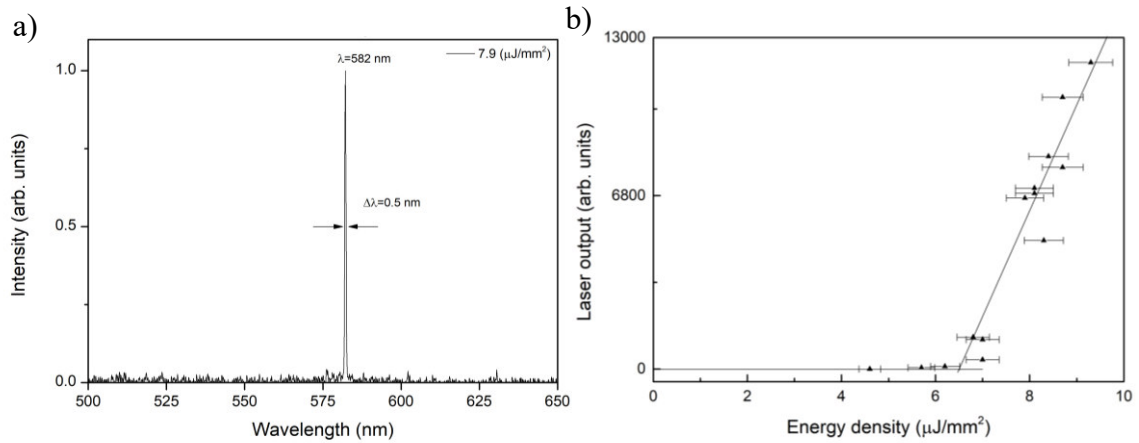 a)
λ=582 nm
7.9 (μJ/mm²)
Δλ=0.5 nm
Intensity (arb. units)
1.0
0.5
0.0
500
525
550
575
600
625
650
Wavelength (nm)
b)
Laser output (arb. units)
13000
6800
0
0
2
4
6
8
10
Energy density (μJ/mm²)